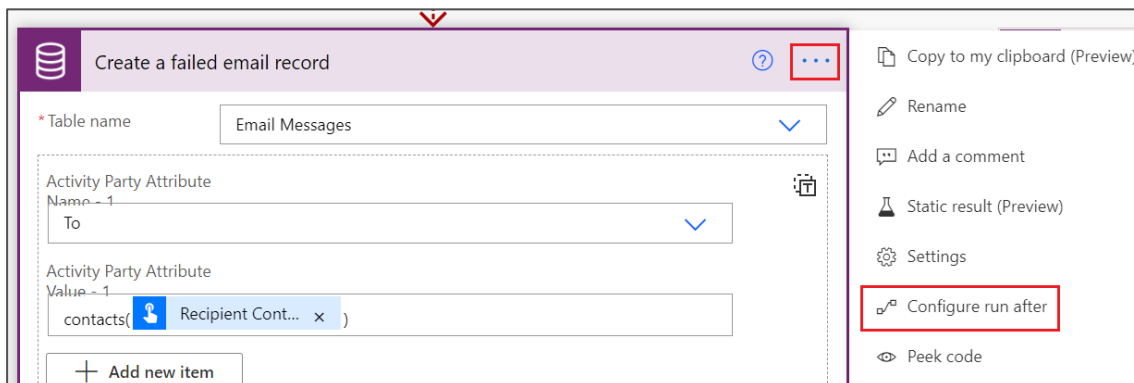 Create a failed email record
* Table name
Email Messages
Activity Party Attribute
Name - 1
To
Activity Party Attribute
Value - 1
contacts( Recipient Cont... × )
Add new item
Copy to my clipboard (Preview)
Rename
Add a comment
Static result (Preview)
Settings
Configure run after
Peek code